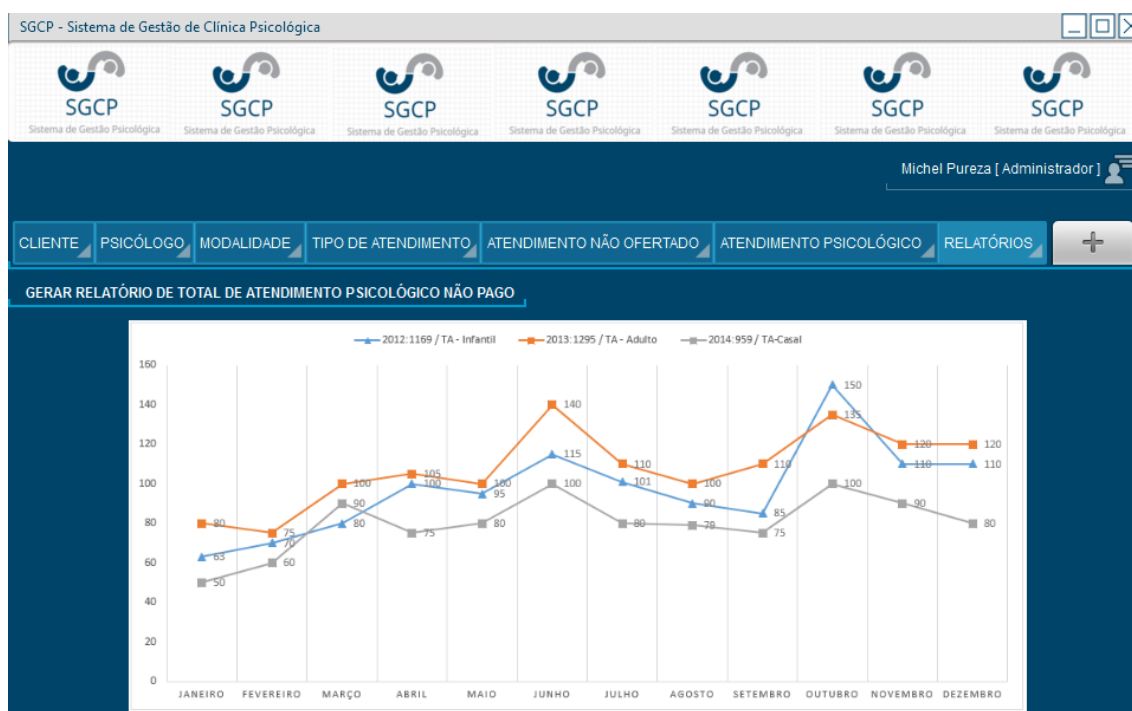 SGCP - Sistema de Gestão de Clínica Psicológica
SGCP SGCP SGCP SGCP SGCP SGCP SGCP
Sistema de Gestão Psicológica Sistema de Gestão Psicológica Sistema de Gestão Psicológica Sistema de Gestão Psicológica Sistema de Gestão Psicológica Sistema de Gestão Psicológica Sistema de Gestão Psicológica
Michel Pureza [ Administrador ]
CLIENTE PSICÓLOGO MODALIDADE TIPO DE ATENDIMENTO ATENDIMENTO NÃO OFERTADO ATENDIMENTO PSICOLÓGICO RELATÓRIOS
GERAR RELATÓRIO DE TOTAL DE ATENDIMENTO PSICOLÓGICO NÃO PAGO
2012:1169 / TA - Infantil 2013:1295 / TA - Adulto 2014:959 / TA-Casal
160
150
140 140
135
120 120 120
115
110 110 110 110
105
100 100 100 100 100 101 100 100
95
90 90 90
85
80 80 80 80 80 80
79
75 75 75
70
63
60 60
50
40
20
0
JANEIRO FEVEREIRO MARÇO ABRIL MAIO JUNHO JULHO AGOSTO SETEMBRO OUTUBRO NOVEMBRO DEZEMBRO